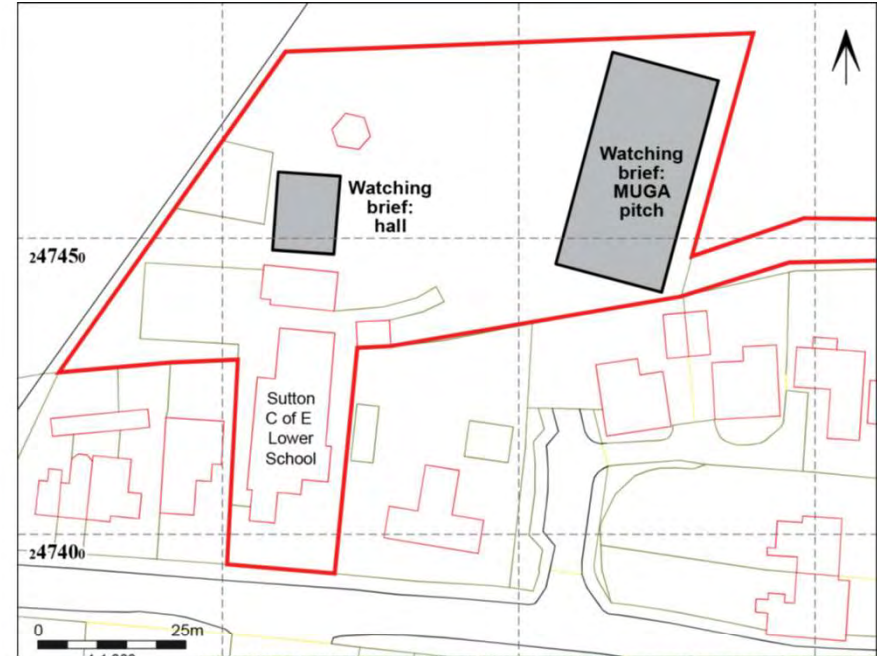 Watching
brief:
MUGA
pitch
Watching
brief:
hall
247450
Sutton
C of E
Lower
School
247400
0 25m